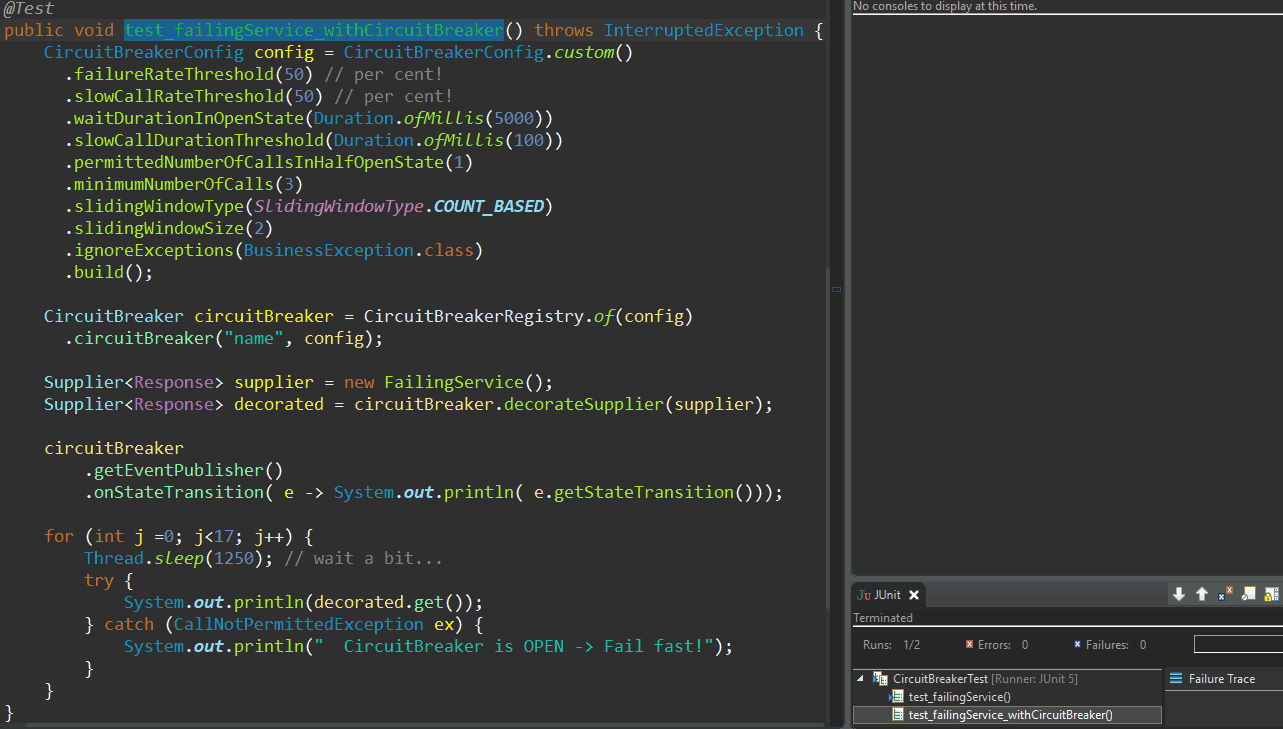 @Test
public void test_failingService_withCircuitBreaker() throws InterruptedException {
    CircuitBreakerConfig config = CircuitBreakerConfig.custom()
      .failureRateThreshold(50) // per cent!
      .slowCallRateThreshold(50) // per cent!
      .waitDurationInOpenState(Duration.ofMillis(5000))
      .slowCallDurationThreshold(Duration.ofMillis(100))
      .permittedNumberOfCallsInHalfOpenState(1)
      .minimumNumberOfCalls(3)
      .slidingWindowType(SlidingWindowType.COUNT_BASED)
      .slidingWindowSize(2)
      .ignoreExceptions(BusinessException.class)
      .build();
    CircuitBreaker circuitBreaker = CircuitBreakerRegistry.of(config)
      .circuitBreaker("name", config);
    Supplier<Response> supplier = new FailingService();
    Supplier<Response> decorated = circuitBreaker.decorateSupplier(supplier);
    circuitBreaker
        .getEventPublisher()
        .onStateTransition( e -> System.out.println( e.getStateTransition()));
    for (int j =0; j<17; j++) {
        Thread.sleep(1250); // wait a bit...
        try {
            System.out.println(decorated.get());
        } catch (CallNotPermittedException ex) {
            System.out.println("  CircuitBreaker is OPEN -> Fail fast!");
        }
    }
}
No consoles to display at this time.
JUnit
Terminated
Runs: 1/2 Errors: 0 Failures: 0
CircuitBreakerTest [Runner: JUnit 5]
test_failingService()
test_failingService_withCircuitBreaker()
Failure Trace